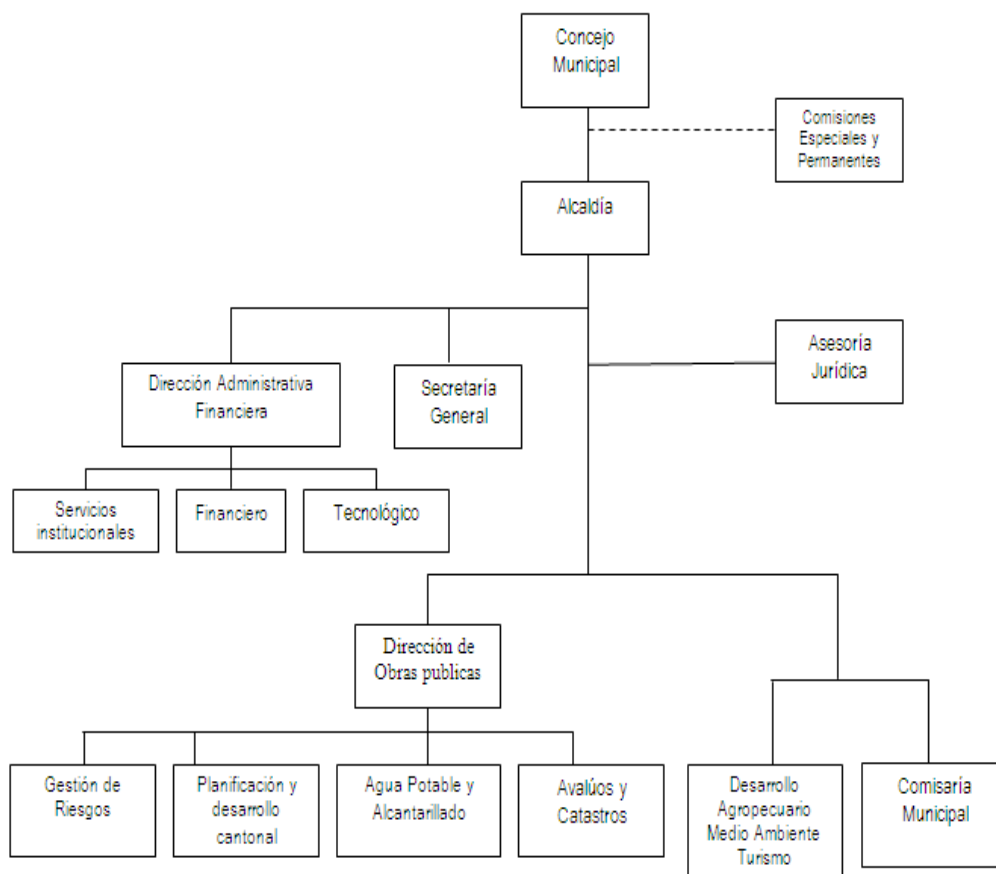 Concejo
Municipal
Comisiones
Especiales y
Permanentes
Alcaldía
Asesoría
Jurídica
Dirección Administrativa
Financiera
Secretaría
General
Servicios
institucionales
Financiero
Tecnológico
Dirección de
Obras publicas
Gestión de
Riesgos
Planificación y
desarrollo
cantonal
Agua Potable y
Alcantarillado
Avalúos y
Catastros
Desarrollo
Agropecuario
Medio Ambiente
Turismo
Comisaría
Municipal